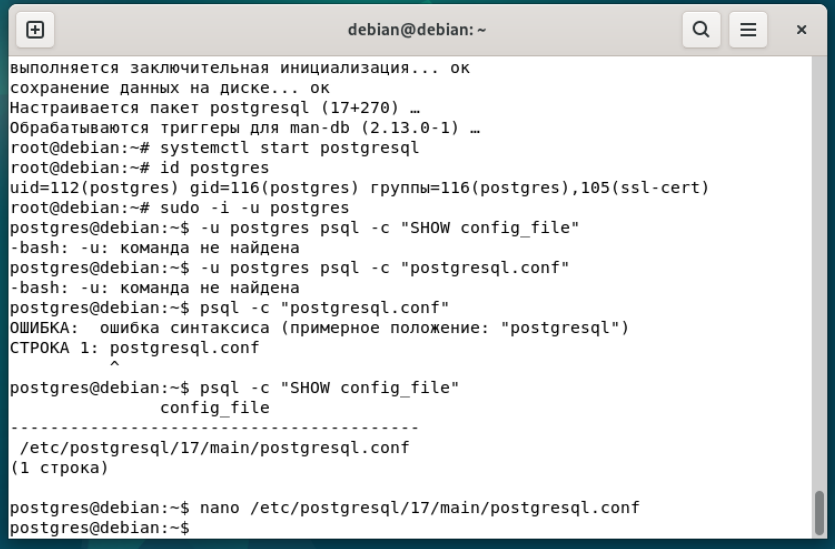 debian@debian: ~
выполняется заключительная инициализация... ок
сохранение данных на диске... ок
Настраивается пакет postgresql (17+270) …
Обрабатываются триггеры для man-db (2.13.0-1) …
root@debian:~# systemctl start postgresql
root@debian:~# id postgres
uid=112(postgres) gid=116(postgres) группы=116(postgres),105(ssl-cert)
root@debian:~# sudo -i -u postgres
postgres@debian:~$ -u postgres psql -c "SHOW config_file"
-bash: -u: команда не найдена
postgres@debian:~$ -u postgres psql -c "postgresql.conf"
-bash: -u: команда не найдена
postgres@debian:~$ psql -c "postgresql.conf"
ОШИБКА:  ошибка синтаксиса (примерное положение: "postgresql")
СТРОКА 1: postgresql.conf
          ^
postgres@debian:~$ psql -c "SHOW config_file"
               config_file
-----------------------------------------
 /etc/postgresql/17/main/postgresql.conf
(1 строка)
postgres@debian:~$ nano /etc/postgresql/17/main/postgresql.conf
postgres@debian:~$